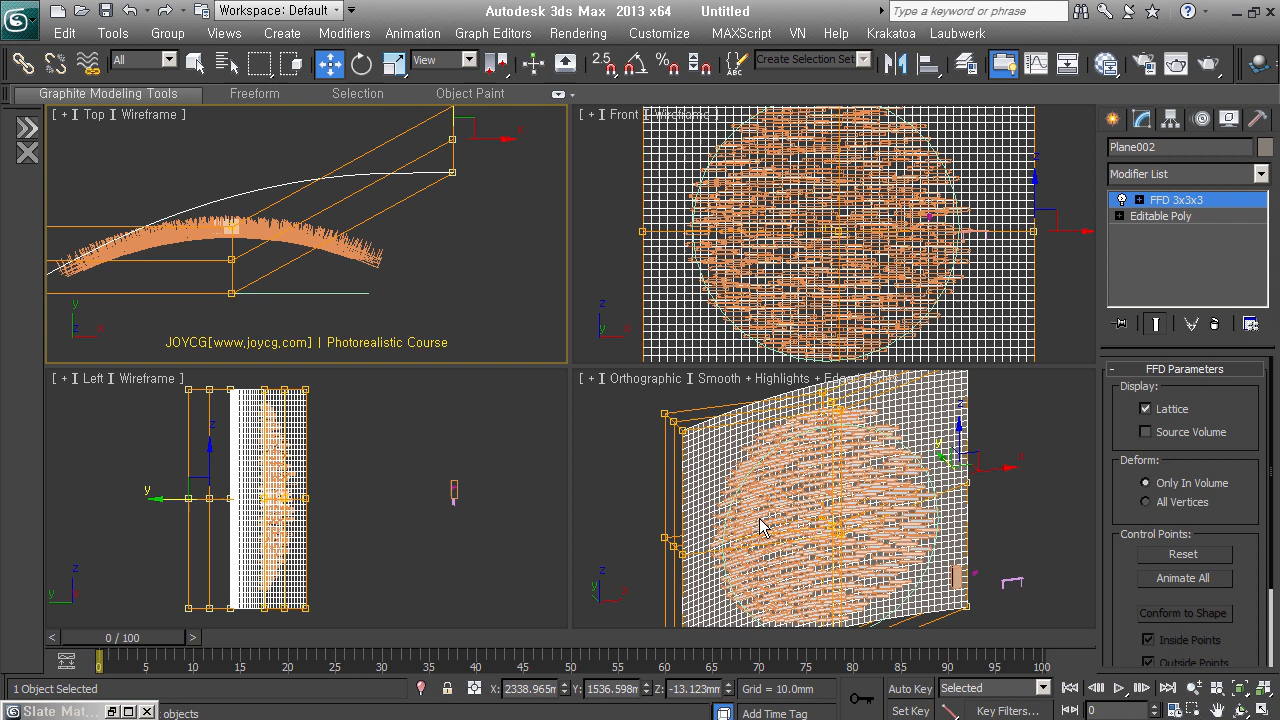 Workspace: Default
Autodesk 3ds Max 2013 x64 Untitled
Type a keyword or phrase
Edit Tools Group Views Create Modifiers Animation Graph Editors Rendering Customize MAXScript VN Help Krakatoa Laubwerk
All View 2.5 Create Selection Set
Graphite Modeling Tools Freeform Selection Object Paint
[ + ] Top ] Wireframe ]
[ + ] Front ] Wireframe ]
Plane002
Modifier List
FFD 3x3x3
Editable Poly
JOYCG[www.joycg.com] | Photorealistic Course
[ + ] Left ] Wireframe ]
[ + ] Orthographic ] Smooth + Highlights +
FFD Parameters
Display:
Lattice
Source Volume
Deform:
Only In Volume
All Vertices
Control Points:
Reset
Animate All
Conform to Shape
Inside Points
Outside Points
0 / 100
0 5 10 15 20 25 30 35 40 45 50 55 60 65 70 75 80 85 90 95 100
1 Object Selected X: 2338.965m Y: 1536.598m Z: -13.123mm Grid = 10.0mm Auto Key Selected
Slate Mat... objects Add Time Tag Set Key Key Filters... 0